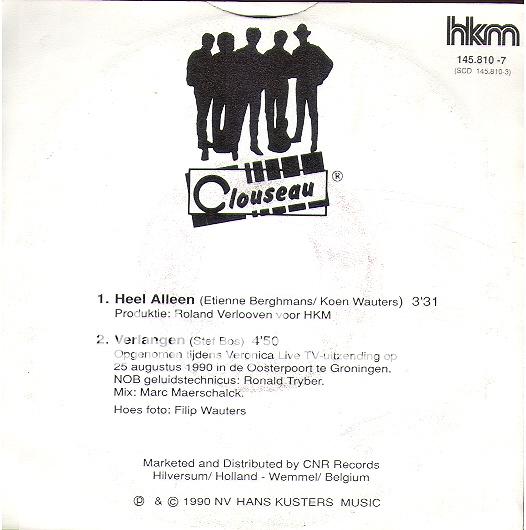 hkm
145.810 -7
(SCD 145.810-3)
Clouseau ®
1. Heel Alleen (Etienne Berghmans/ Koen Wauters) 3'31
Produktie: Roland Verlooven voor HKM
2. Verlangen (Stef Bos) 4'50
Opgenomen tijdens Veronica Live TV-uitzending op
25 augustus 1990 in de Oosterpoort te Groningen.
NOB geluidstechnicus: Ronald Tryber.
Mix: Marc Maerschalck.
Hoes foto: Filip Wauters
Marketed and Distributed by CNR Records
Hilversum/ Holland - Wemmel/ Belgium
℗ & © 1990 NV HANS KUSTERS MUSIC